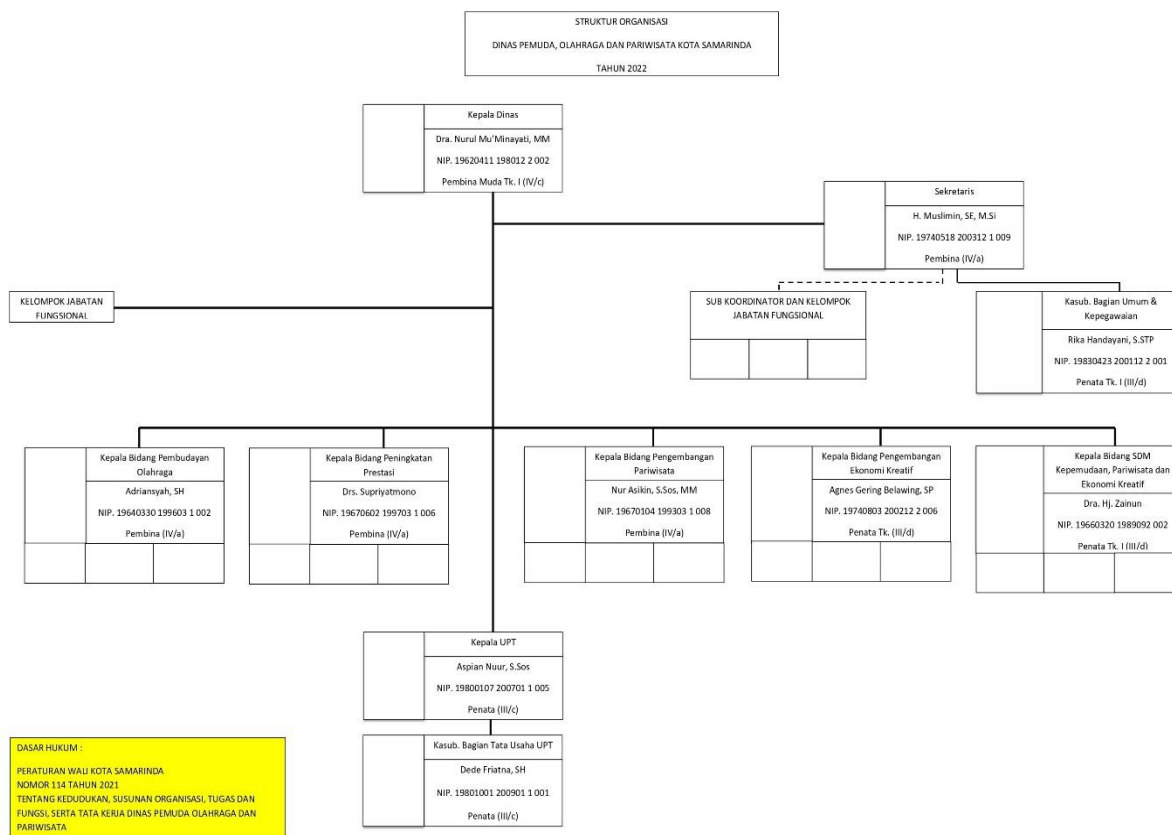 STRUKTUR ORGANISASI
DINAS PEMUDA, OLAHRAGA DAN PARIWISATA KOTA SAMARINDA
TAHUN 2022
Kepala Dinas
Dra. Nurul Mu'Minayati, MM
NIP. 19620411 198012 2 002
Pembina Muda Tk. I (IV/c)
Sekretaris
H. Muslimin, SE, M.Si
NIP. 19740518 200312 1 009
Pembina (IV/a)
KELOMPOK JABATAN
FUNGSIONAL
SUB KOORDINATOR DAN KELOMPOK
JABATAN FUNGSIONAL
Kasub. Bagian Umum &
Kepegawaian
Rika Handayani, S.STP
NIP. 19830423 200112 2 001
Penata Tk. I (III/d)
Kepala Bidang Pembudayan
Olahraga
Adriansyah, SH
NIP. 19640330 199603 1 002
Pembina (IV/a)
Kepala Bidang Peningkatan
Prestasi
Drs. Supriyatmono
NIP. 19670602 199703 1 006
Pembina (IV/a)
Kepala Bidang Pengembangan
Pariwisata
Nur Asikin, S.Sos, MM
NIP. 19670104 199303 1 008
Pembina (IV/a)
Kepala Bidang Pengembangan
Ekonomi Kreatif
Agnes Gering Belawing, SP
NIP. 19740803 200212 2 006
Penata Tk. (III/d)
Kepala Bidang SDM
Kepemudaan, Pariwisata dan
Ekonomi Kreatif
Dra. Hj. Zainun
NIP. 19660320 1989092 002
Penata Tk. I (III/d)
Kepala UPT
Aspian Nuur, S.Sos
NIP. 19800107 200701 1 005
Penata (III/c)
Kasub. Bagian Tata Usaha UPT
Dede Friatna, SH
NIP. 19801001 200901 1 001
Penata (III/c)
DASAR HUKUM :
PERATURAN WALI KOTA SAMARINDA
NOMOR 114 TAHUN 2021
TENTANG KEDUDUKAN, SUSUNAN ORGANISASI, TUGAS DAN
FUNGSI, SERTA TATA KERJA DINAS PEMUDA OLAHRAGA DAN
PARIWISATA